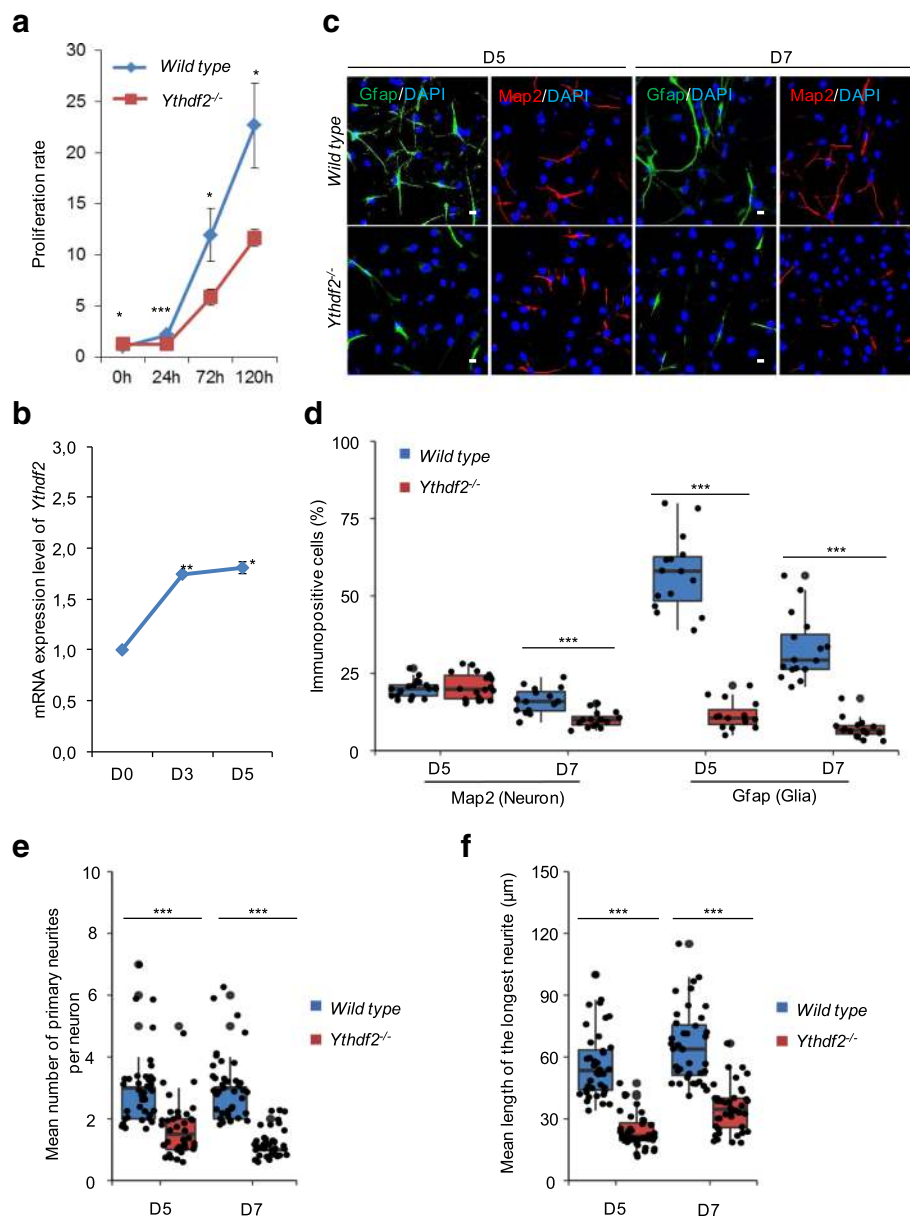 a
30
25
20
15
10
5
0
Proliferation rate
Wild type
Ythdf2-/-
*
***
*
*
0h 24h 72h 120h
b
3,0
2,5
2,0
1,5
1,0
0,5
0,0
mRNA expression level of Ythdf2
**
*
D0 D3 D5
c
D5 D7
Gfap/DAPI Map2/DAPI Gfap/DAPI Map2/DAPI
Wild type
Ythdf2-/-
d
100
75
50
25
0
Immunopositive cells (%)
Wild type
Ythdf2-/-
***
***
***
D5 D7 D5 D7
Map2 (Neuron) Gfap (Glia)
e
10
8
6
4
2
0
Mean number of primary neurites
per neuron
*** ***
Wild type
Ythdf2-/-
D5 D7
f
150
120
90
60
30
0
Mean length of the longest neurite (µm)
*** ***
Wild type
Ythdf2-/-
D5 D7